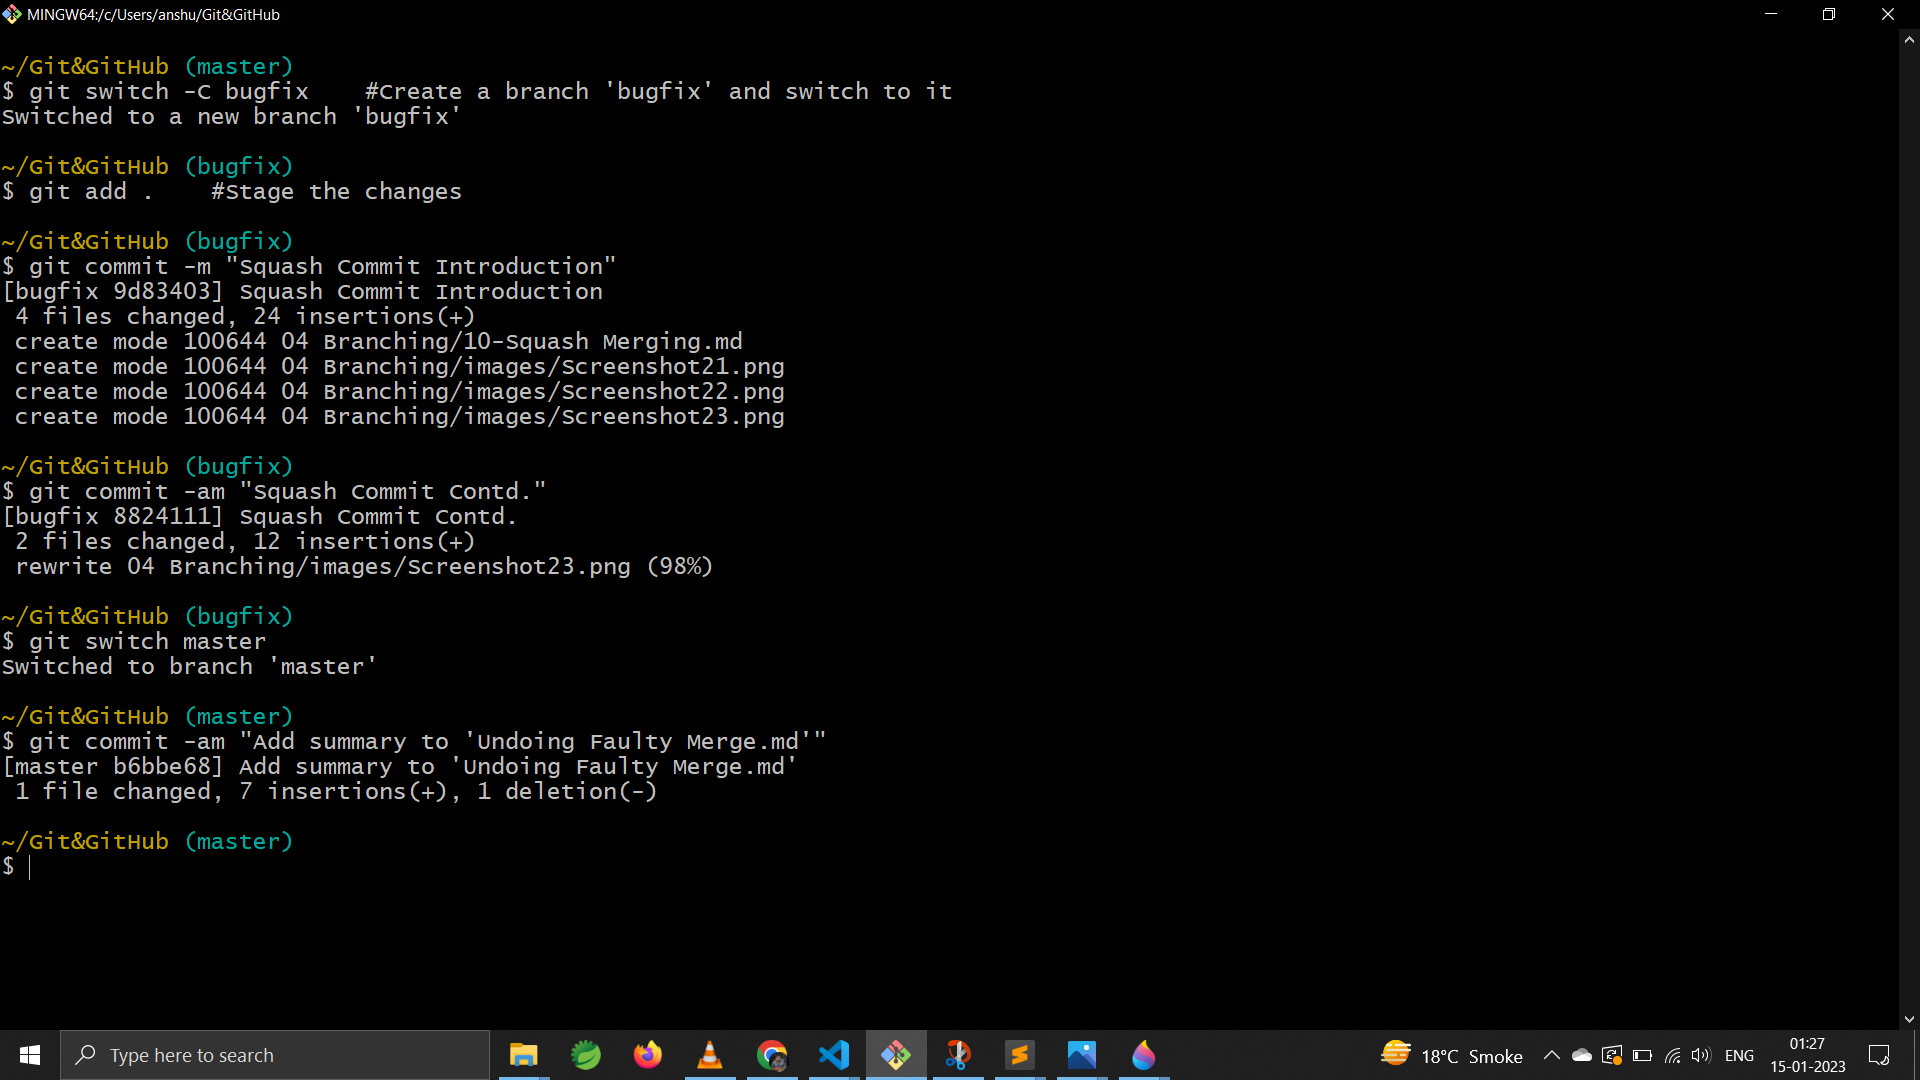 MINGW64:/c/Users/anshu/Git&GitHub
~/Git&GitHub (master)
$ git switch -C bugfix    #Create a branch 'bugfix' and switch to it
Switched to a new branch 'bugfix'
~/Git&GitHub (bugfix)
$ git add .    #Stage the changes
~/Git&GitHub (bugfix)
$ git commit -m "Squash Commit Introduction"
[bugfix 9d83403] Squash Commit Introduction
 4 files changed, 24 insertions(+)
 create mode 100644 04 Branching/10-Squash Merging.md
 create mode 100644 04 Branching/images/Screenshot21.png
 create mode 100644 04 Branching/images/Screenshot22.png
 create mode 100644 04 Branching/images/Screenshot23.png
~/Git&GitHub (bugfix)
$ git commit -am "Squash Commit Contd."
[bugfix 8824111] Squash Commit Contd.
 2 files changed, 12 insertions(+)
 rewrite 04 Branching/images/Screenshot23.png (98%)
~/Git&GitHub (bugfix)
$ git switch master
Switched to branch 'master'
~/Git&GitHub (master)
$ git commit -am "Add summary to 'Undoing Faulty Merge.md'"
[master b6bbe68] Add summary to 'Undoing Faulty Merge.md'
 1 file changed, 7 insertions(+), 1 deletion(-)
~/Git&GitHub (master)
$
Type here to search
18°C Smoke
ENG
01:27
15-01-2023